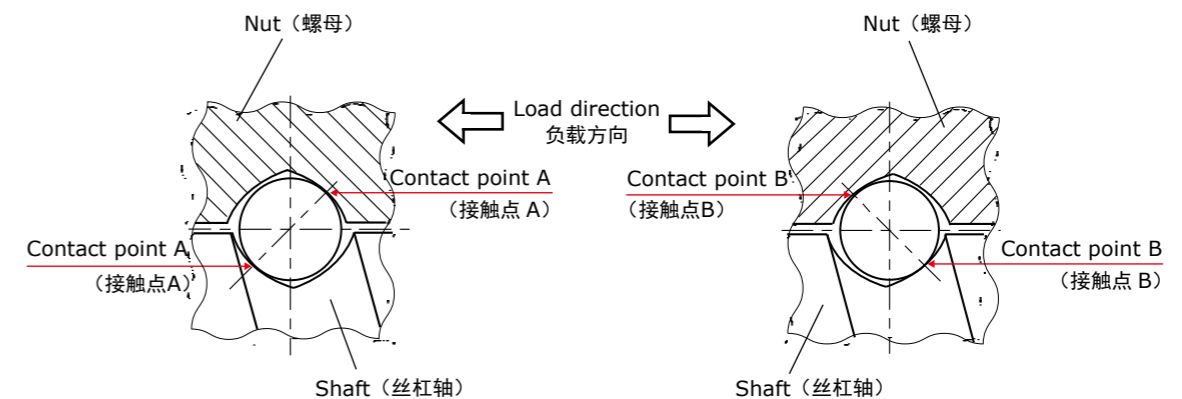 Nut（螺母）
Nut（螺母）
Load direction
负载方向
Contact point A
（接触点 A）
Contact point B
（接触点B）
Contact point A
（接触点A）
Contact point B
（接触点 B）
Shaft（丝杠轴）
Shaft（丝杠轴）